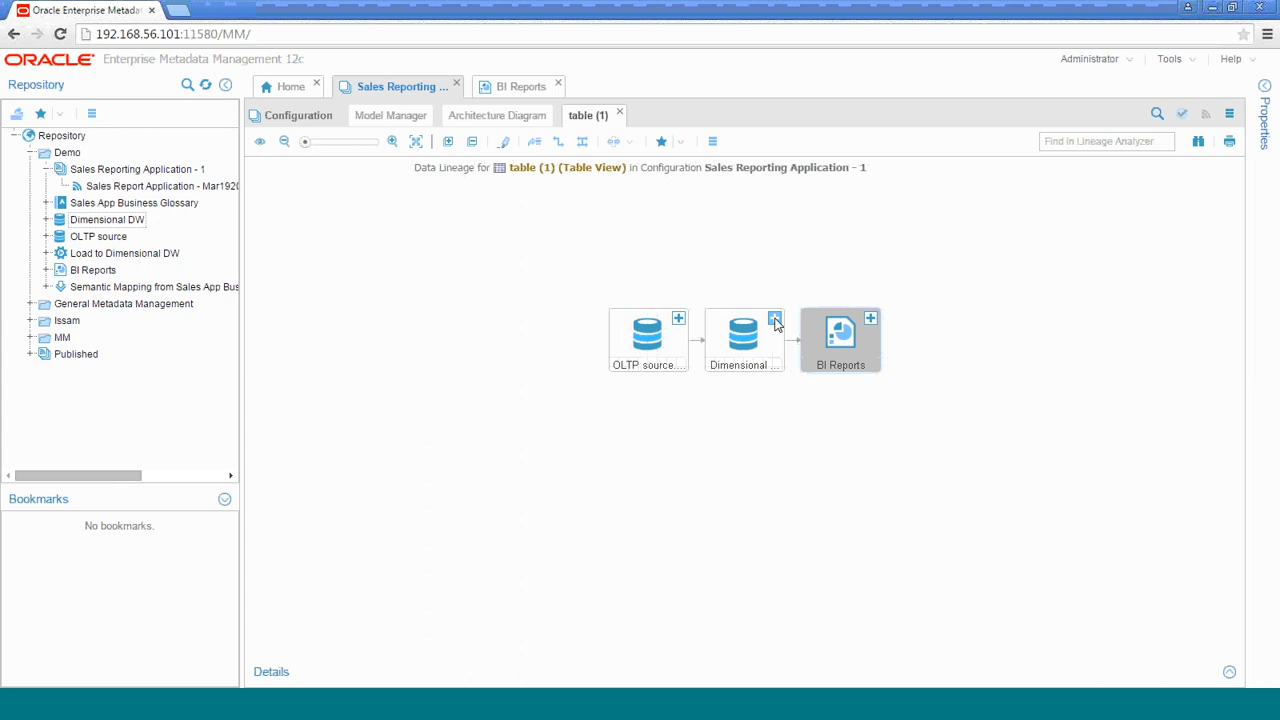 Oracle Enterprise Metad
192.168.56.101:11580/MM/
ORACLE Enterprise Metadata Management 12c
Administrator Tools Help
Repository
Home Sales Reporting ... BI Reports
Configuration Model Manager Architecture Diagram table (1)
Find in Lineage Analyzer
Properties
Data Lineage for table (1) (Table View) in Configuration Sales Reporting Application - 1
Repository
Demo
Sales Reporting Application - 1
Sales Report Application - Mar1920
Sales App Business Glossary
Dimensional DW
OLTP source
Load to Dimensional DW
BI Reports
Semantic Mapping from Sales App Bus
General Metadata Management
Issam
MM
Published
OLTP source....
Dimensional ...
BI Reports
Bookmarks
No bookmarks.
Details